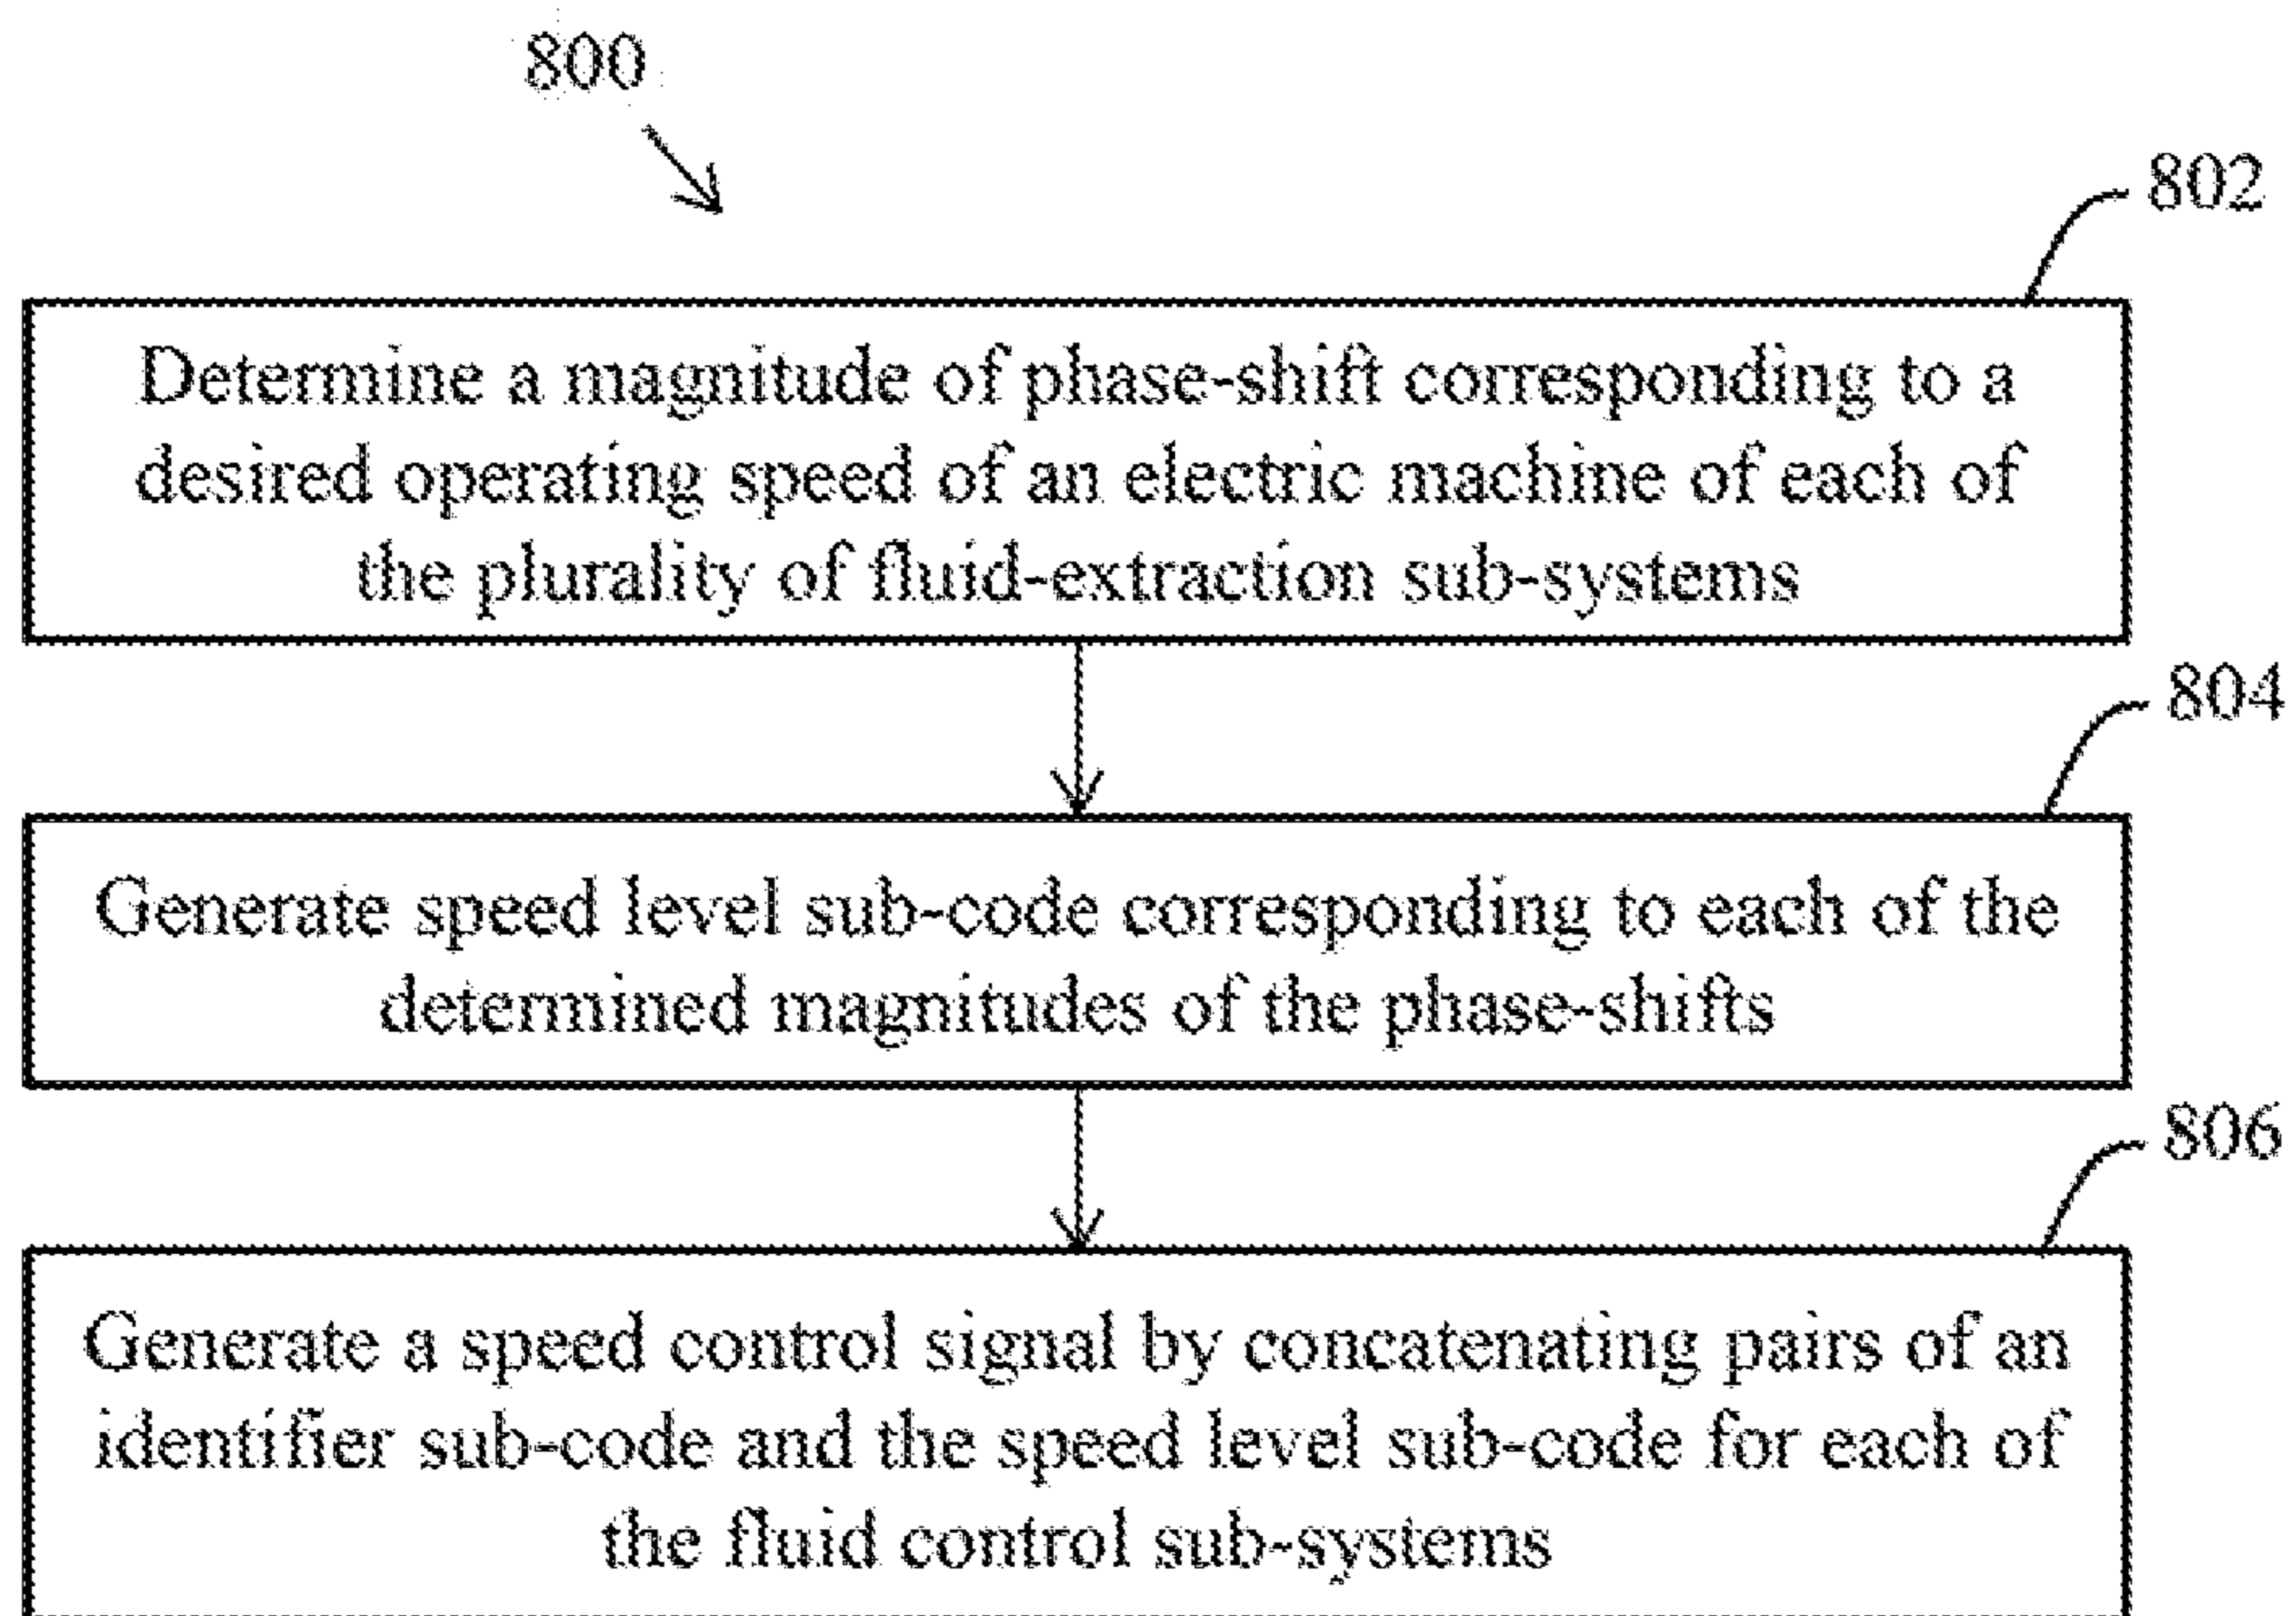 800
802
Determine a magnitude of phase-shift corresponding to a
desired operating speed of an electric machine of each of
the plurality of fluid-extraction sub-systems
804
Generate speed level sub-code corresponding to each of the
determined magnitudes of the phase-shifts
806
Generate a speed control signal by concatenating pairs of an
identifier sub-code and the speed level sub-code for each of
the fluid control sub-systems